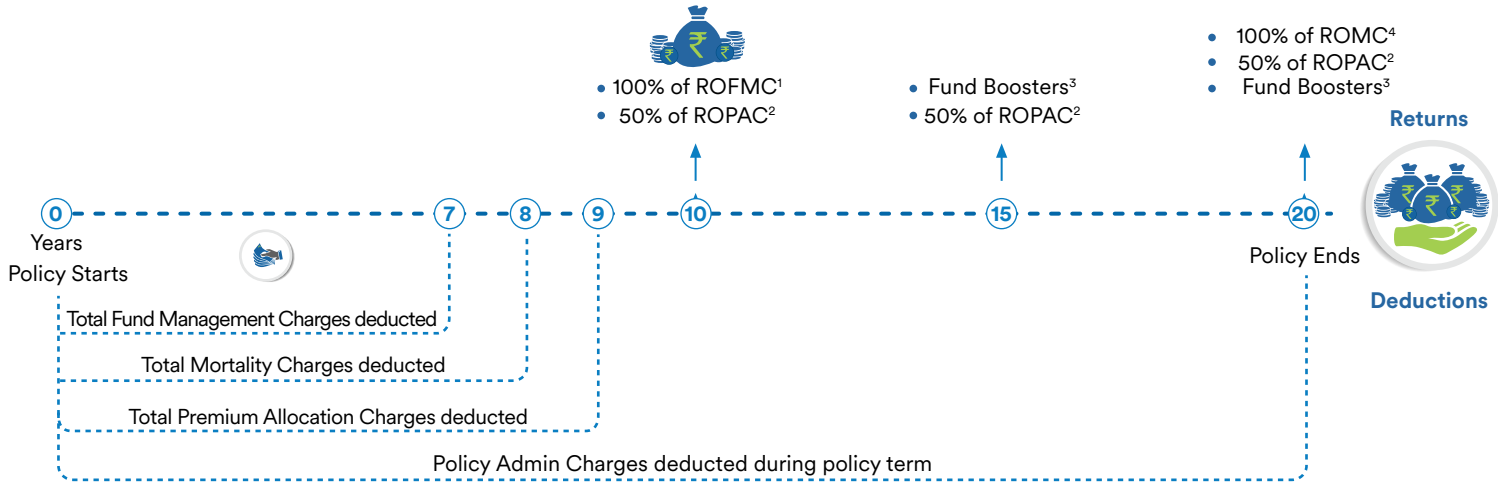 • 100% of ROFMC¹
• 50% of ROPAC²
• Fund Boosters³
• 50% of ROPAC²
• 100% of ROMC⁴
• 50% of ROPAC²
• Fund Boosters³
Returns
0 7 8 9 10 15 20
Years
Policy Starts
Policy Ends
Deductions
Total Fund Management Charges deducted
Total Mortality Charges deducted
Total Premium Allocation Charges deducted
Policy Admin Charges deducted during policy term